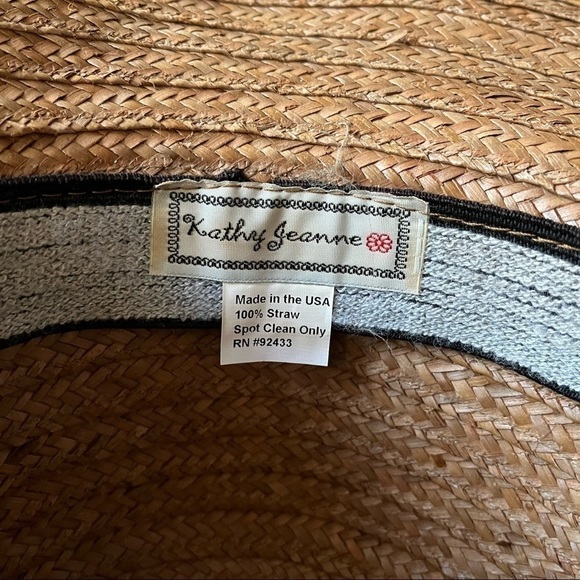 Kathy Jeanne
Made in the USA
100% Straw
Spot Clean Only
RN #92433